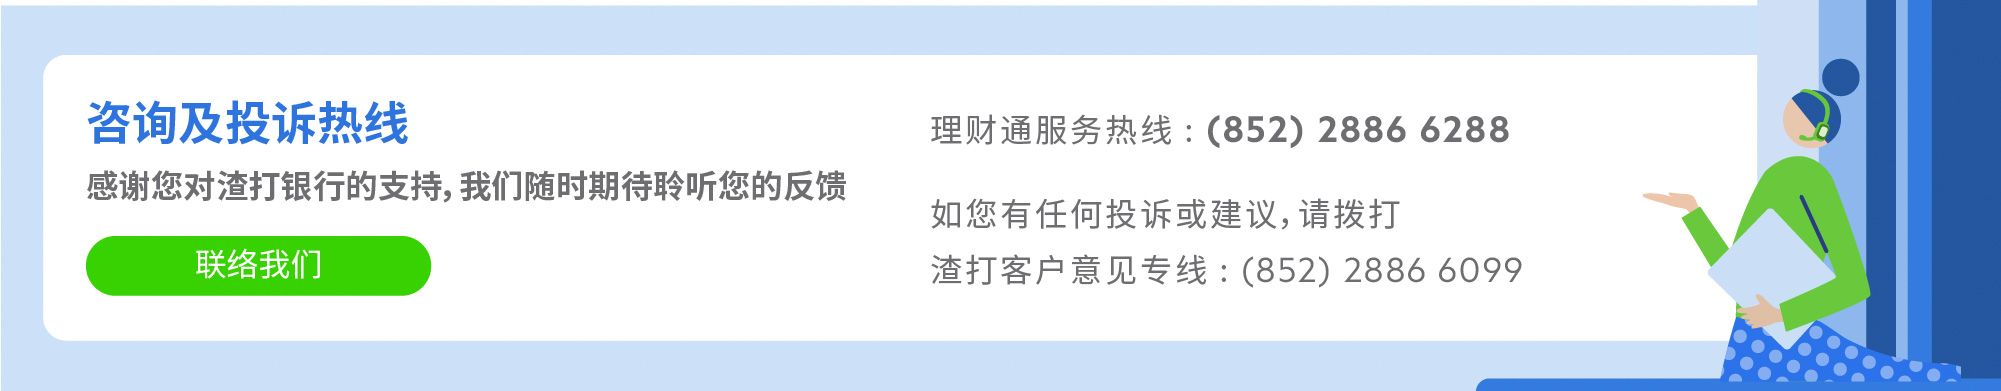 咨询及投诉热线
感谢您对渣打银行的支持，我们随时期待聆听您的反馈
联络我们
理财通服务热线：(852) 2886 6288
如您有任何投诉或建议，请拨打
渣打客户意见专线：(852) 2886 6099